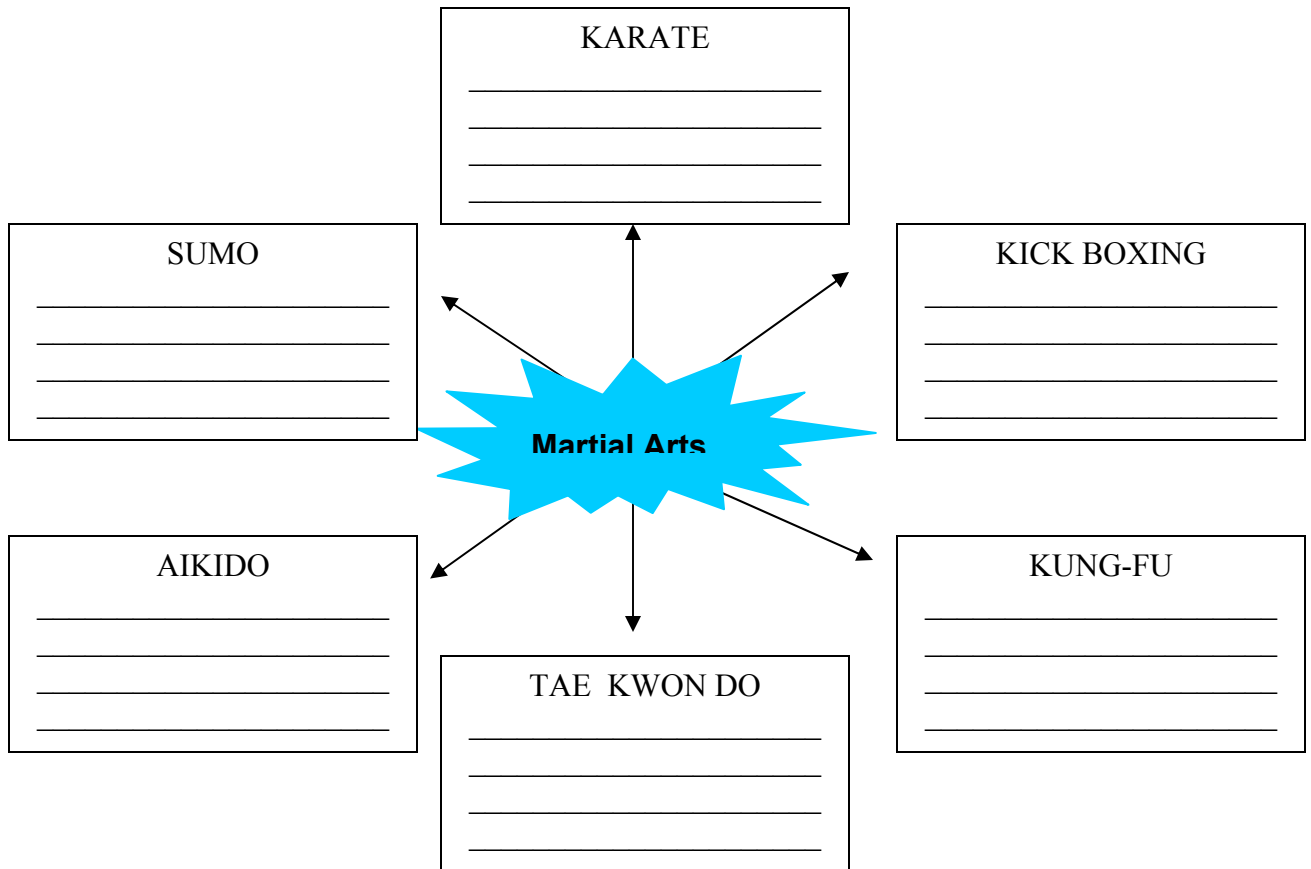 KARATE
SUMO
KICK BOXING
Martial Arts
AIKIDO
KUNG-FU
TAE KWON DO